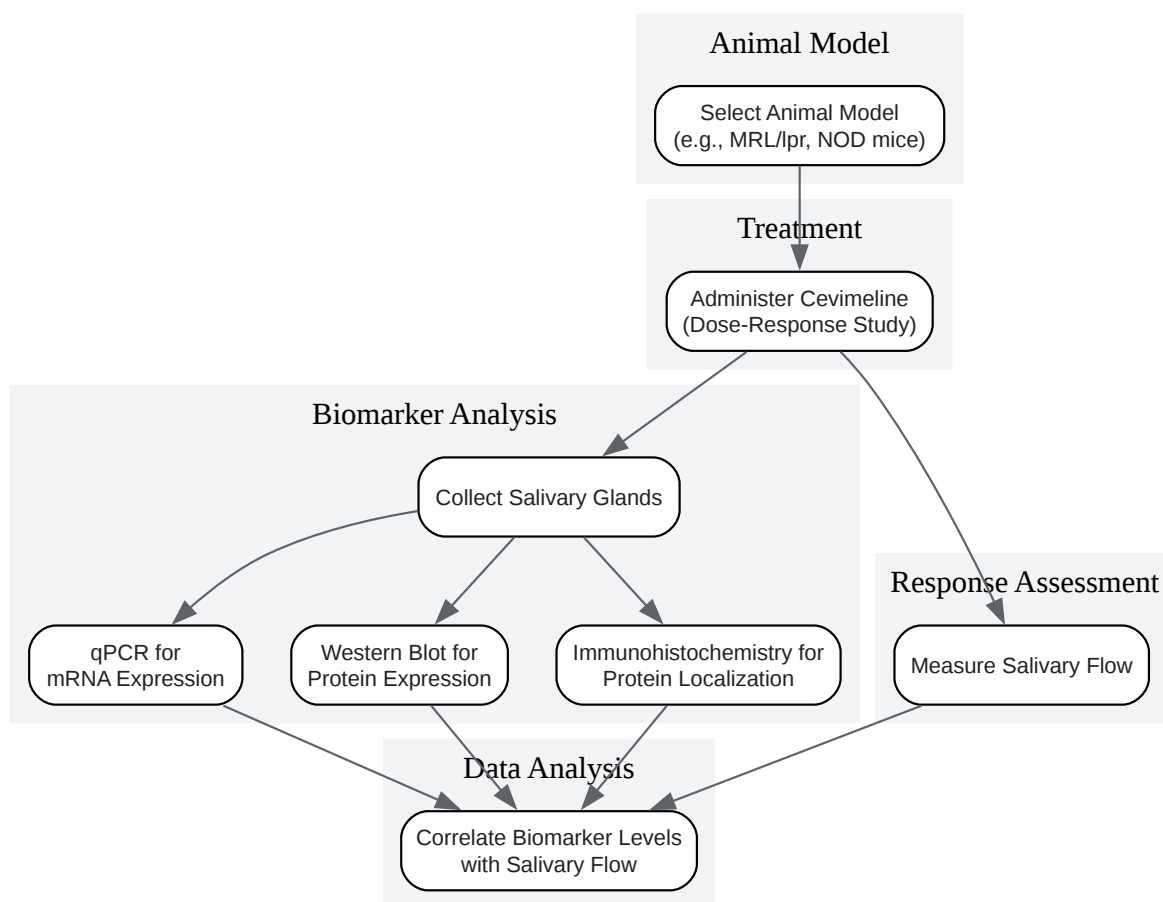 Animal Model
Select Animal Model
(e.g., MRL/lpr, NOD mice)
Treatment
Administer Cevimeline
(Dose-Response Study)
Biomarker Analysis
Collect Salivary Glands
Response Assessment
qPCR for
mRNA Expression
Western Blot for
Protein Expression
Immunohistochemistry for
Protein Localization
Measure Salivary Flow
Data Analysis
Correlate Biomarker Levels
with Salivary Flow